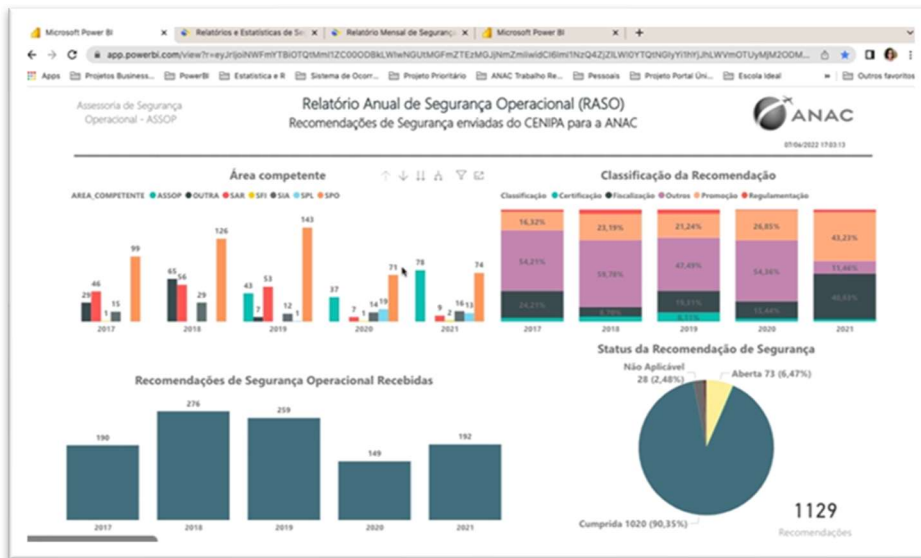 Microsoft Power BI
Relatórios e Estatísticas de Se
Relatório Mensal de Segurança
Microsoft Power BI
Apps
Projetos Business...
PowerBI
Estatistica e R
Sistema de Ocorr...
Projeto Prioritário
ANAC Trabalho Re...
Pessoais
Projeto Portal Úni...
Escola Ideal
Outros favoritos
Assessoria de Segurança
Operacional - ASSOP
Relatório Anual de Segurança Operacional (RASO)
Recomendações de Segurança enviadas do CENIPA para a ANAC
ANAC
07/06/2022 17:03:13
Área competente
AREA_COMPETENTE ASSOP OUTRA SAR SFI SIA SPL SPO
29 46 1 15 99
65 56 29 126
43 7 53 12 1 143
37 7 1 14 19 71
78 9 2 16 13 74
2017 2018 2019 2020 2021
Classificação da Recomendação
Classificação Certificação Fiscalização Outros Promoção Regulamentação
16,32% 23,19% 21,24% 26,85% 43,23%
54,21% 59,78% 47,49% 54,36%
24,21% 15,44%
2017 2018 2019 2020 2021
Recomendações de Segurança Operacional Recebidas
190 276 259 149 192
2017 2018 2019 2020 2021
Status da Recomendação de Segurança
Não Aplicável
28 (2,48%)
Aberta 73 (6,47%)
Cumprida 1020 (90,35%)
1129
Recomendações